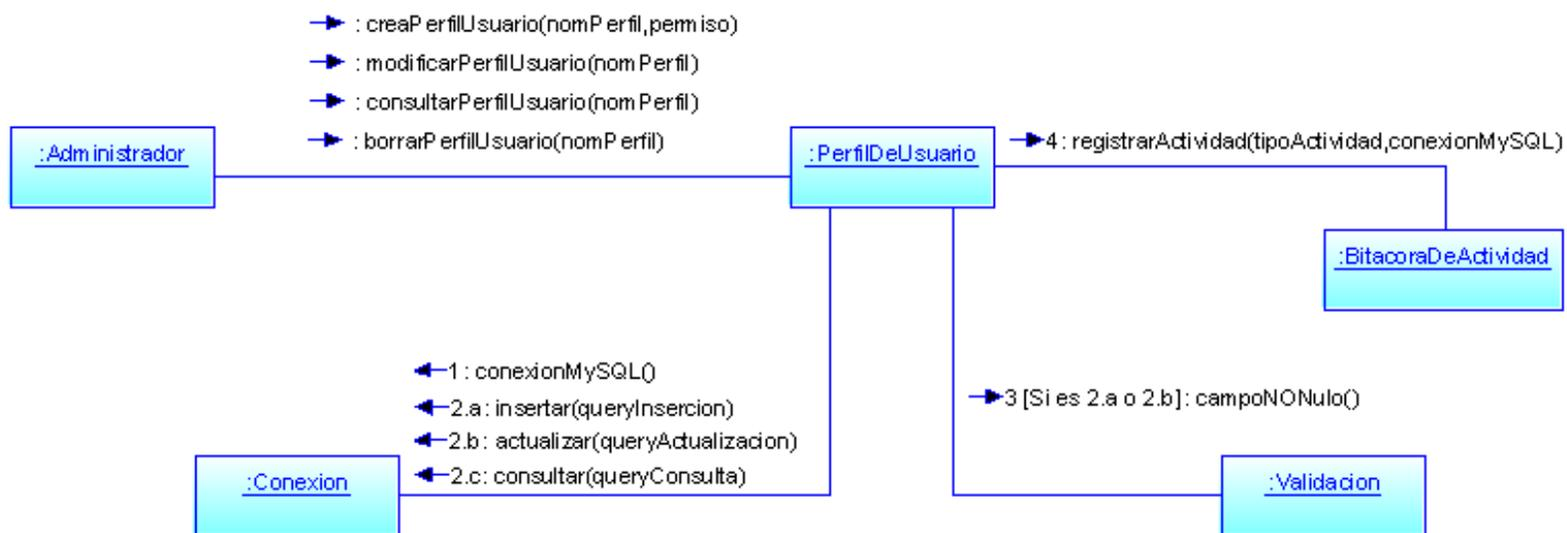 : creaPerfilUsuario(nomPerfil,permiso)
: modificarPerfilUsuario(nomPerfil)
: consultarPerfilUsuario(nomPerfil)
: borrarPerfilUsuario(nomPerfil)
:Administrador
:PerfilDeUsuario
4: registrarActividad(tipoActividad,conexionMySQL)
:BitacoraDeActividad
1: conexionMySQL()
2.a: insertar(queryInsercion)
2.b: actualizar(queryActualizacion)
2.c: consultar(queryConsulta)
3 [Si es 2.a o 2.b]: campoNONulo()
:Conexion
:Validacion